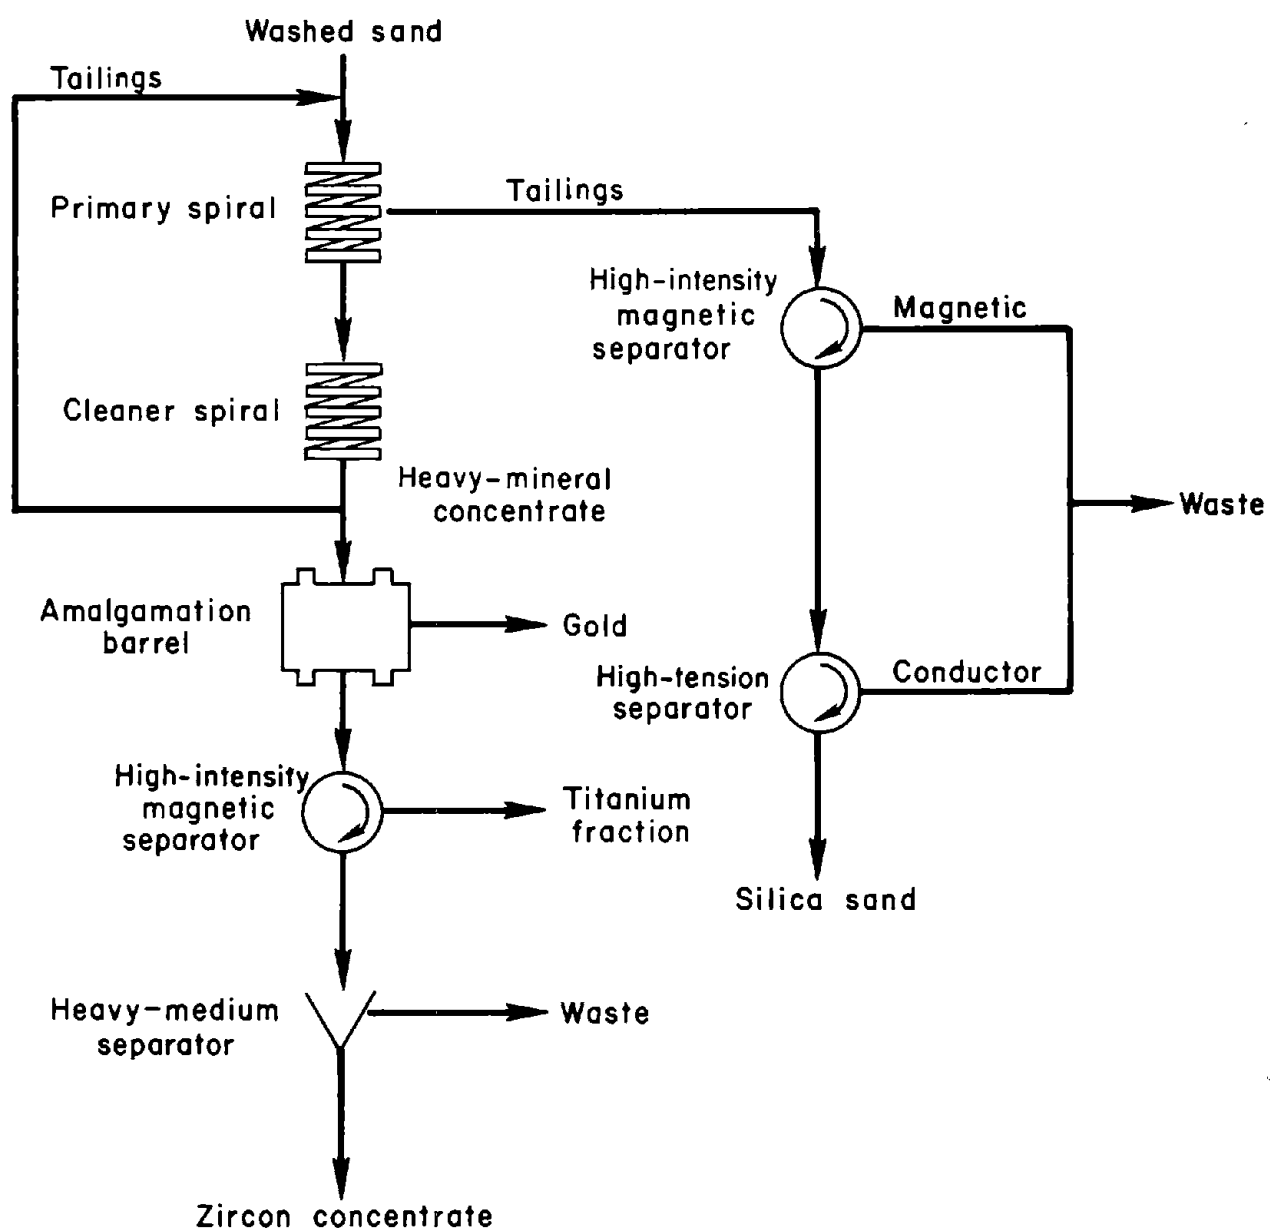 Washed sand
Tailings
Primary spiral
Tailings
High-intensity
magnetic
separator
Magnetic
Cleaner spiral
Heavy-mineral
concentrate
Waste
Amalgamation
barrel
Gold
High-tension
separator
Conductor
High-intensity
magnetic
separator
Titanium
fraction
Silica sand
Heavy-medium
separator
Waste
Zircon concentrate